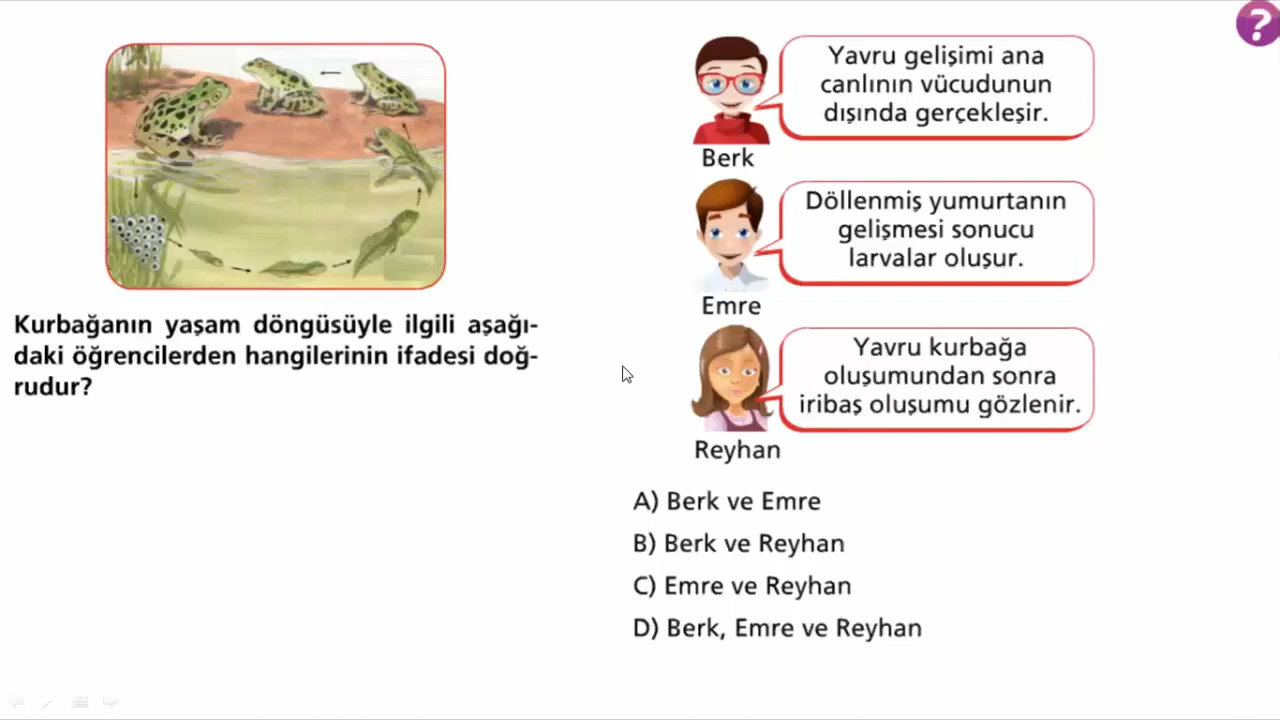 ?
Kurbağanın yaşam döngüsüyle ilgili aşağı-
daki öğrencilerden hangilerinin ifadesi doğ-
rudur?
Yavru gelişimi ana
canlının vücudunun
dışında gerçekleşir.
Berk
Döllenmiş yumurtanın
gelişmesi sonucu
larvalar oluşur.
Emre
Yavru kurbağa
oluşumundan sonra
iribaş oluşumu gözlenir.
Reyhan
A) Berk ve Emre
B) Berk ve Reyhan
C) Emre ve Reyhan
D) Berk, Emre ve Reyhan